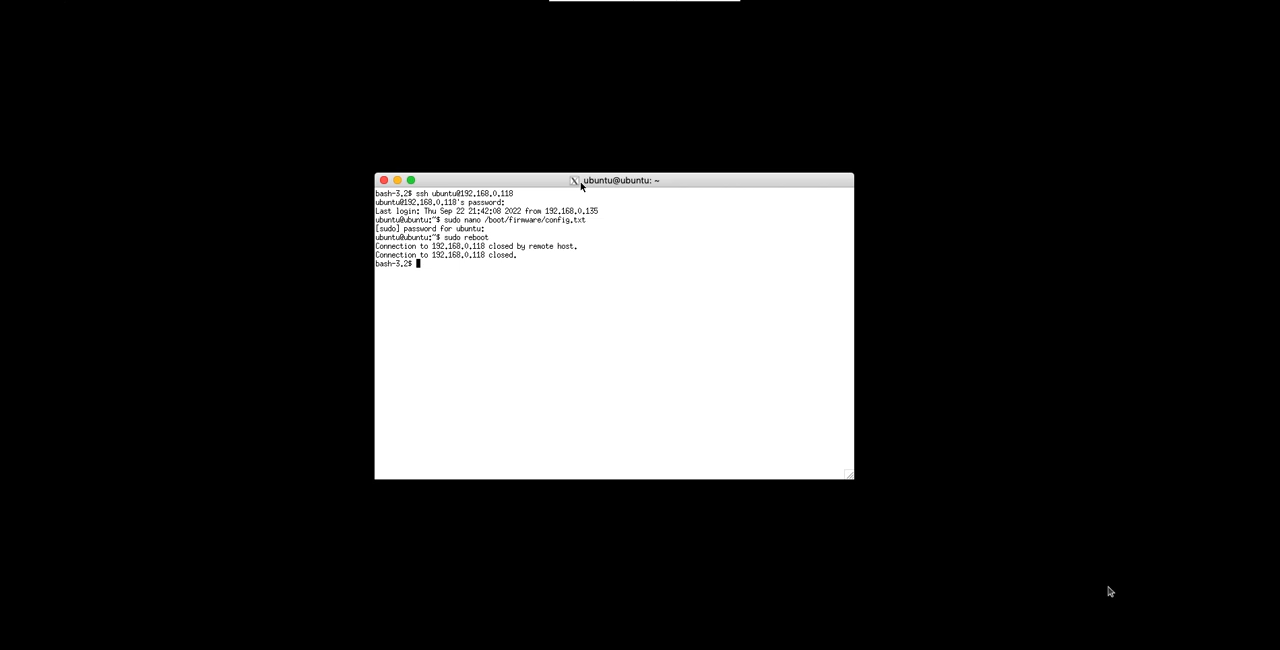 ubuntu@ubuntu: ~
bash-3.2$ ssh ubuntu@192.168.0.118
ubuntu@192.168.0.118's password:
Last login: Thu Sep 22 21:42:08 2022 from 192.168.0.135
ubuntu@ubuntu:~$ sudo nano /boot/firmware/config.txt
[sudo] password for ubuntu:
ubuntu@ubuntu:~$ sudo reboot
Connection to 192.168.0.118 closed by remote host.
Connection to 192.168.0.118 closed.
bash-3.2$